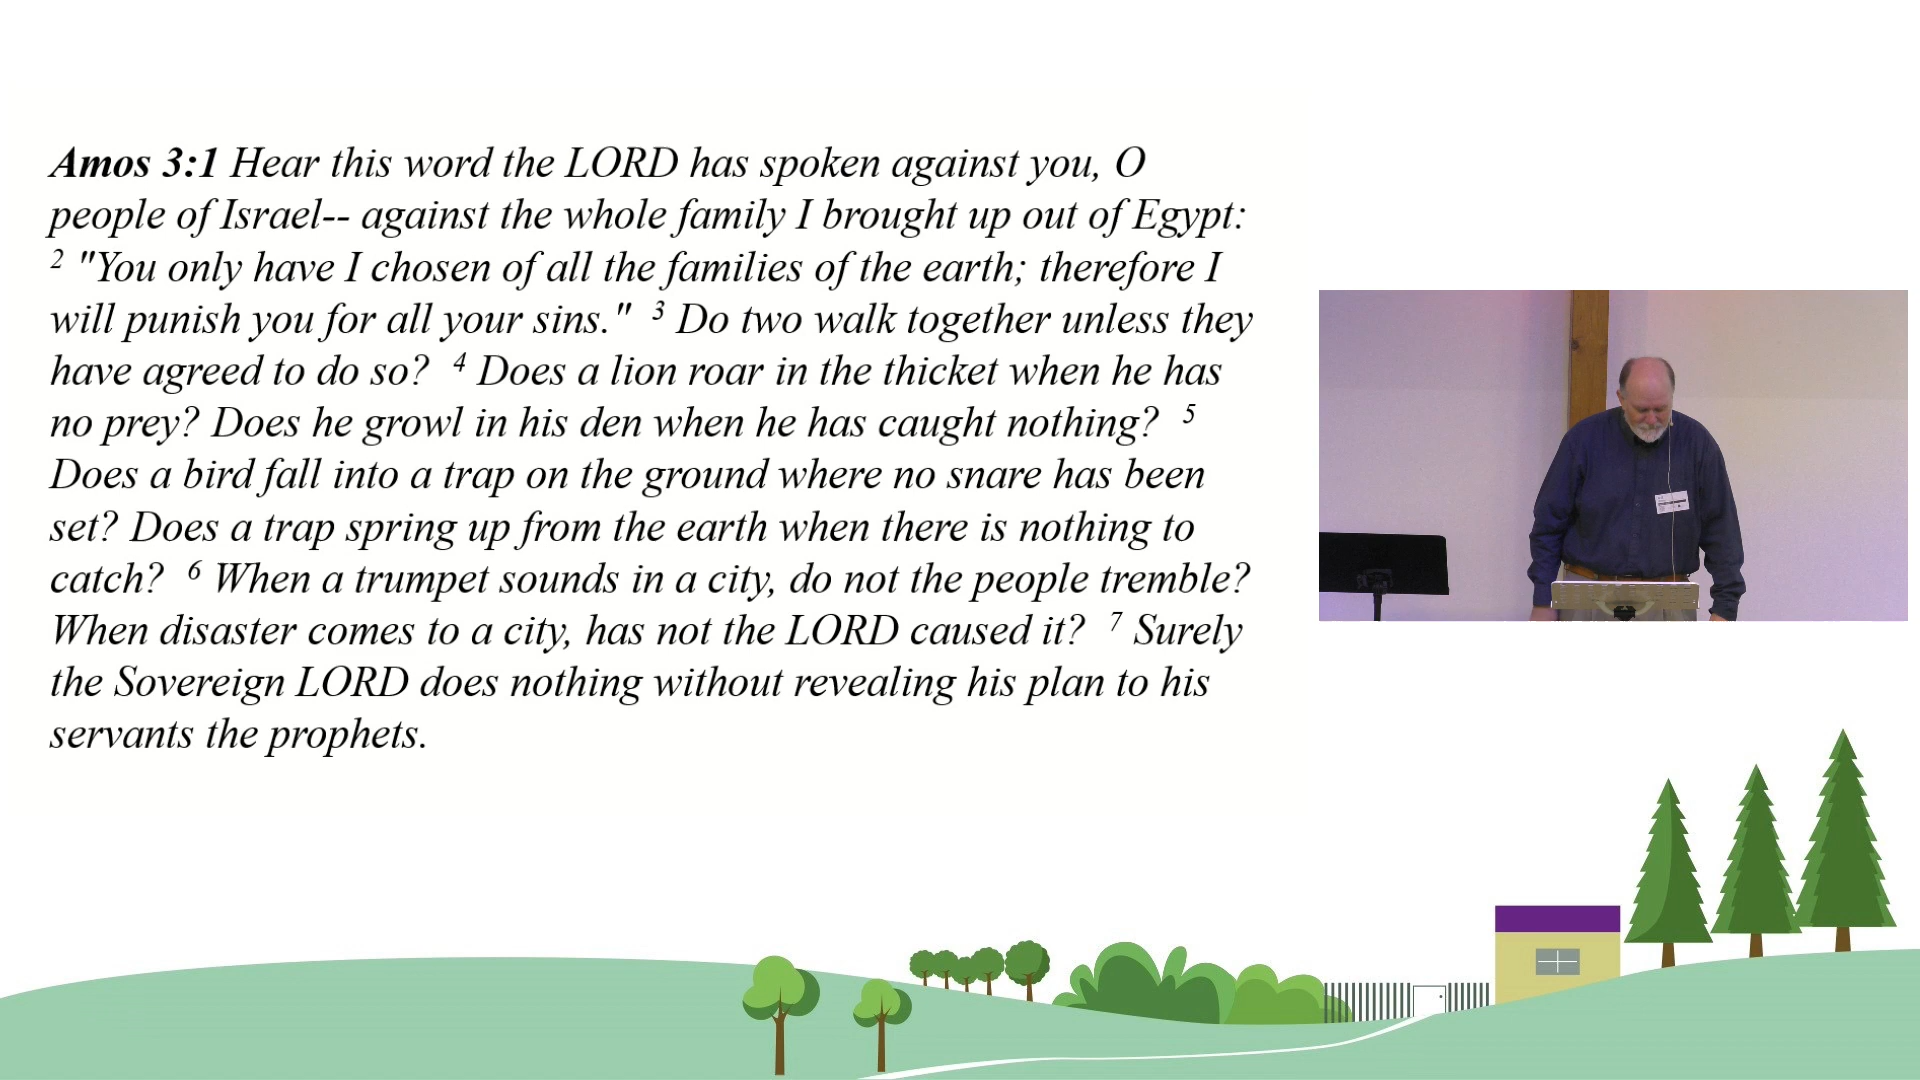 Amos 3:1 Hear this word the LORD has spoken against you, O
people of Israel-- against the whole family I brought up out of Egypt:
2 "You only have I chosen of all the families of the earth; therefore I
will punish you for all your sins." 3 Do two walk together unless they
have agreed to do so? 4 Does a lion roar in the thicket when he has
no prey? Does he growl in his den when he has caught nothing? 5
Does a bird fall into a trap on the ground where no snare has been
set? Does a trap spring up from the earth when there is nothing to
catch? 6 When a trumpet sounds in a city, do not the people tremble?
When disaster comes to a city, has not the LORD caused it? 7 Surely
the Sovereign LORD does nothing without revealing his plan to his
servants the prophets.